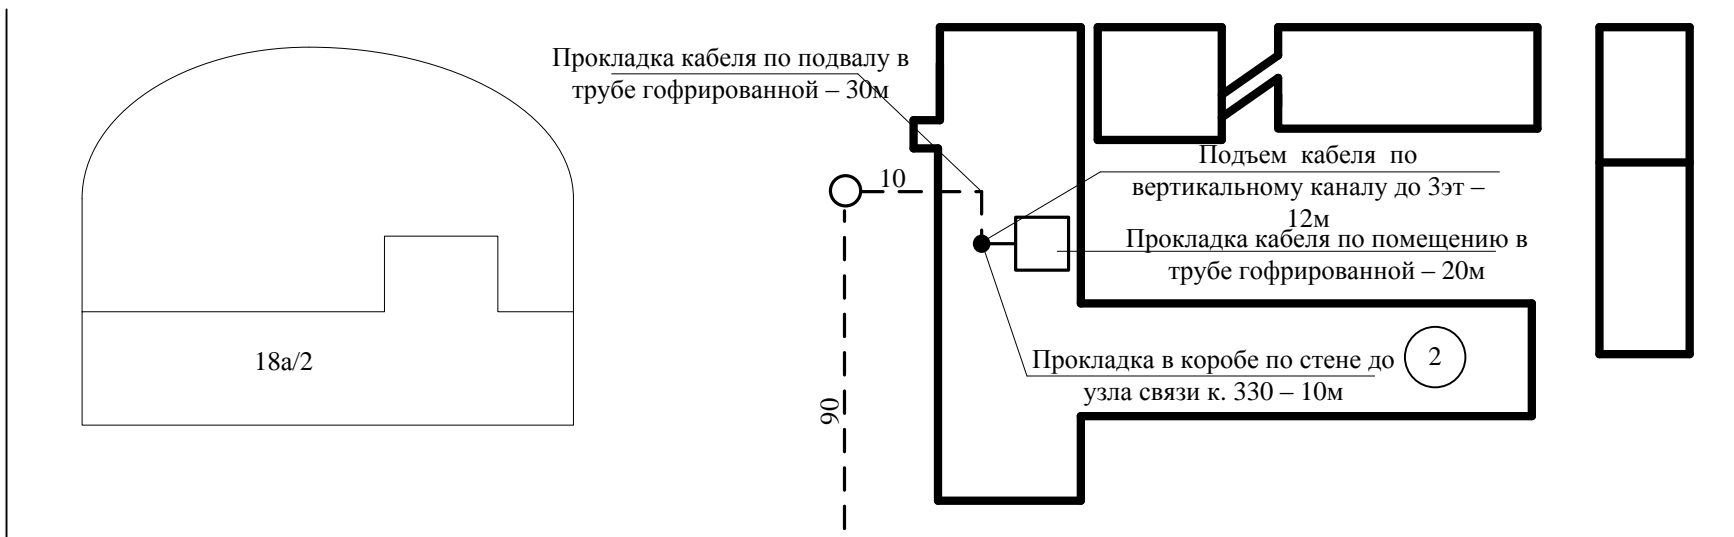 Прокладка кабеля по подвалу в
трубе гофрированной – 30м
10
Подъем кабеля по
вертикальному каналу до 3эт –
12м
Прокладка кабеля по помещению в
трубе гофрированной – 20м
18а/2
Прокладка в коробе по стене до
узла связи к. 330 – 10м
2
90